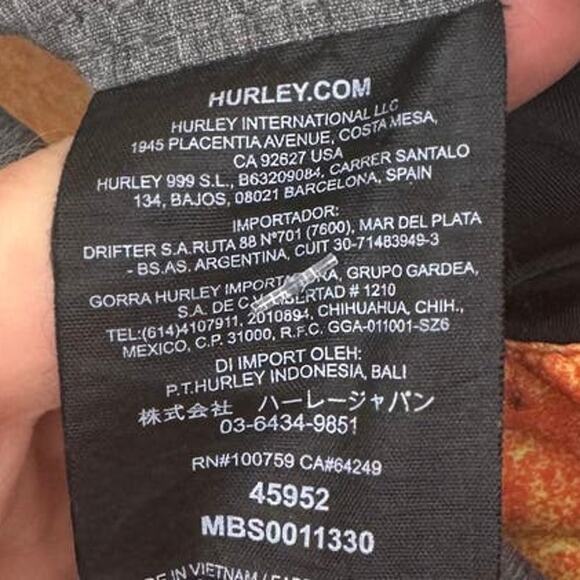 HURLEY.COM
HURLEY INTERNATIONAL LLC
1945 PLACENTIA AVENUE, COSTA MESA,
CA 92627 USA
HURLEY 999 S.L., B63209084, CARRER SANTALO
134, BAJOS, 08021 BARCELONA, SPAIN
IMPORTADOR:
DRIFTER S.A. RUTA 88 Nº701 (7600), MAR DEL PLATA
- BS.AS. ARGENTINA, CUIT 30-71483949-3
GORRA HURLEY GRUPO GARDEA,
S.A. DE # 1210
TEL:(614)4107911, 2010894, CHIHUAHUA, CHIH.,
MEXICO, C.P. 31000, R.F.C. GGA-011001-SZ6
DI IMPORT OLEH:
P.T.HURLEY INDONESIA, BALI
株式会社 ハーレージャパン
03-6434-9851
RN#100759 CA#64249
45952
MBS0011330
IN VIETNAM /